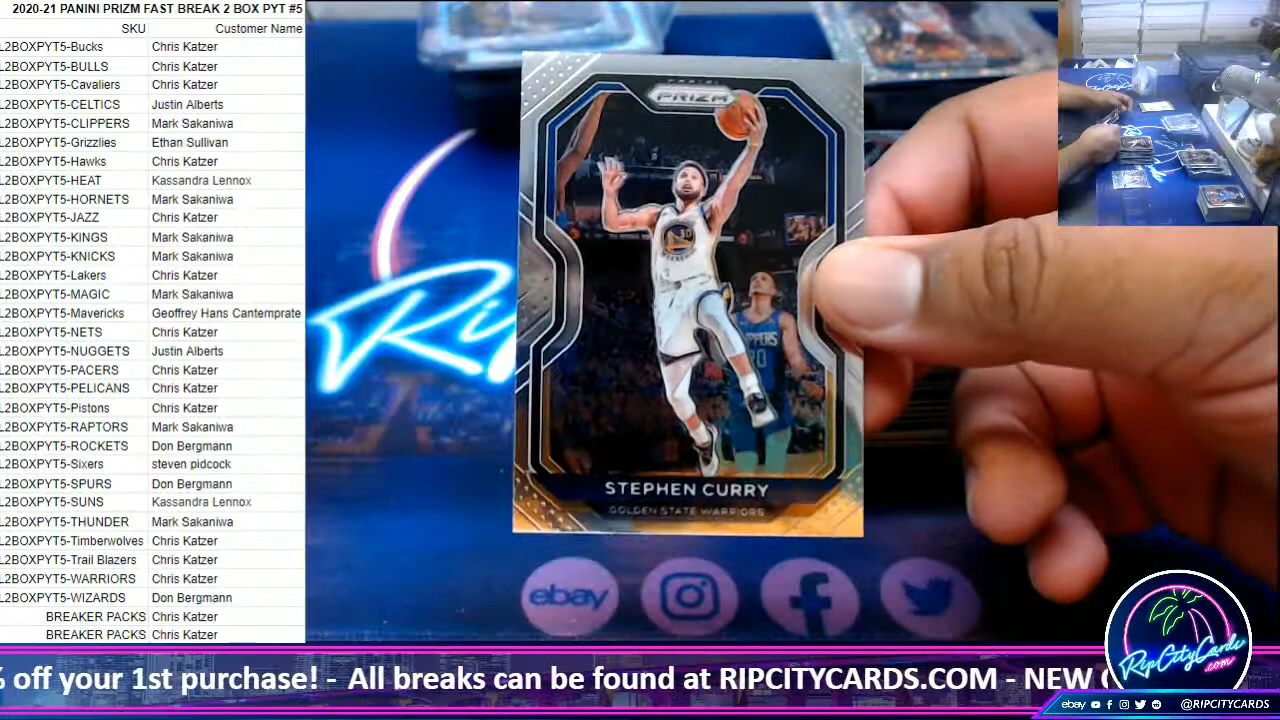 2020-21 PANINI PRIZM FAST BREAK 2 BOX PYT #5
SKU Customer Name
L2BOXPYT5-Bucks Chris Katzer
L2BOXPYT5-BULLS Chris Katzer
L2BOXPYT5-Cavaliers Chris Katzer
L2BOXPYT5-CELTICS Justin Alberts
L2BOXPYT5-CLIPPERS Mark Sakaniwa
L2BOXPYT5-Grizzlies Ethan Sullivan
L2BOXPYT5-Hawks Chris Katzer
L2BOXPYT5-HEAT Kassandra Lennox
L2BOXPYT5-HORNETS Mark Sakaniwa
L2BOXPYT5-JAZZ Chris Katzer
L2BOXPYT5-KINGS Mark Sakaniwa
L2BOXPYT5-KNICKS Mark Sakaniwa
L2BOXPYT5-Lakers Chris Katzer
L2BOXPYT5-MAGIC Mark Sakaniwa
L2BOXPYT5-Mavericks Geoffrey Hans Cantemprate
L2BOXPYT5-NETS Chris Katzer
L2BOXPYT5-NUGGETS Justin Alberts
L2BOXPYT5-PACERS Chris Katzer
L2BOXPYT5-PELICANS Chris Katzer
L2BOXPYT5-Pistons Chris Katzer
L2BOXPYT5-RAPTORS Mark Sakaniwa
L2BOXPYT5-ROCKETS Don Bergmann
L2BOXPYT5-Sixers steven pidcock
L2BOXPYT5-SPURS Don Bergmann
L2BOXPYT5-SUNS Kassandra Lennox
L2BOXPYT5-THUNDER Mark Sakaniwa
L2BOXPYT5-Timberwolves Chris Katzer
L2BOXPYT5-Trail Blazers Chris Katzer
L2BOXPYT5-WARRIORS Chris Katzer
L2BOXPYT5-WIZARDS Don Bergmann
BREAKER PACKS Chris Katzer
BREAKER PACKS Chris Katzer
PANINI
PRIZM
30
STEPHEN CURRY
GOLDEN STATE WARRIORS
Ri
ebay
RipCityCards
.com
% off your 1st purchase! - All breaks can be found at RIPCITYCARDS.COM - NEW
ebay @RIPCITYCARDS